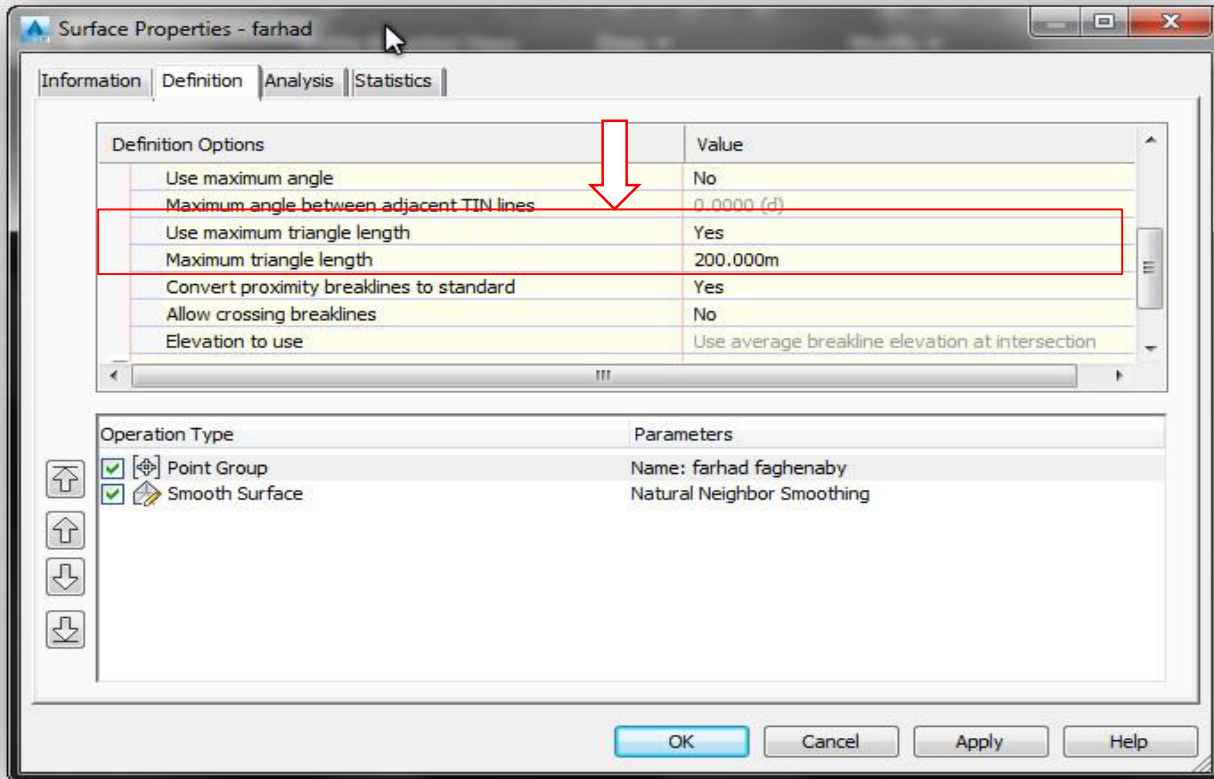 Surface Properties - farhad
Information Definition Analysis Statistics
Definition Options Value
Use maximum angle No
Maximum angle between adjacent TIN lines 0.0000 (d)
Use maximum triangle length Yes
Maximum triangle length 200.000m
Convert proximity breaklines to standard Yes
Allow crossing breaklines No
Elevation to use Use average breakline elevation at intersection
Operation Type Parameters
Point Group Name: farhad faghenaby
Smooth Surface Natural Neighbor Smoothing
OK Cancel Apply Help